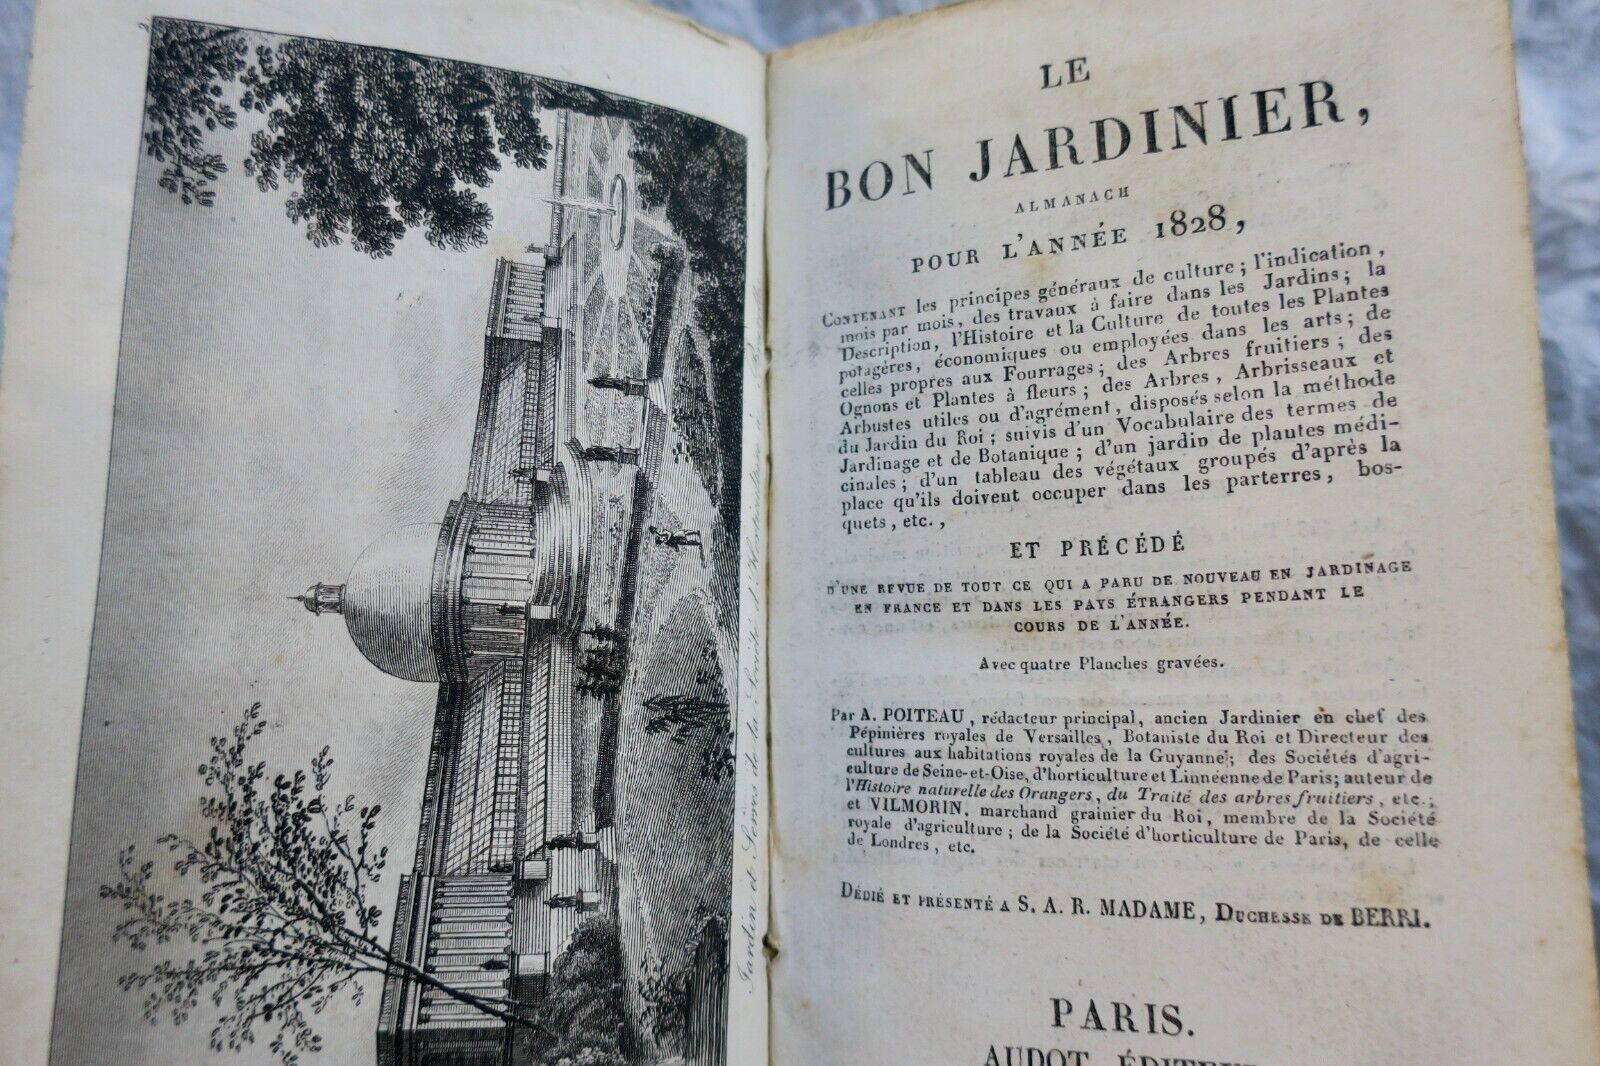 Jardin et Serres de la Société d'Horticulture à
LE
BON JARDINIER,
ALMANACH
POUR L'ANNÉE 1828,
CONTENANT les principes généraux de culture; l'indication,
mois par mois, des travaux à faire dans les Jardins; la
Description, l'Histoire et la Culture de toutes les Plantes
potagères, économiques ou employées dans les arts; de
celles propres aux Fourrages; des Arbres fruitiers; des
Ognons et Plantes à fleurs; des Arbres, Arbrisseaux et
Arbustes utiles ou d'agrément, disposés selon la méthode
du Jardin du Roi; suivis d'un Vocabulaire des termes de
Jardinage et de Botanique; d'un jardin de plantes médi-
cinales; d'un tableau des végétaux groupés d'après la
place qu'ils doivent occuper dans les parterres, bos-
quets, etc.,
ET PRÉCÉDÉ
D'UNE REVUE DE TOUT CE QUI A PARU DE NOUVEAU EN JARDINAGE
EN FRANCE ET DANS LES PAYS ÉTRANGERS PENDANT LE
COURS DE L'ANNÉE.
Avec quatre Planches gravées.
Par A. POITEAU, rédacteur principal, ancien Jardinier en chef des
Pépinières royales de Versailles, Botaniste du Roi et Directeur des
cultures aux habitations royales de la Guyanne; des Sociétés d'agri-
culture de Seine-et-Oise, d'horticulture et Linnéenne de Paris; auteur de
l'Histoire naturelle des Orangers, du Traité des arbres fruitiers, etc.;
et VILMORIN, marchand grainier du Roi, membre de la Société
royale d'agriculture; de la Société d'horticulture de Paris, de celle
de Londres, etc.
DÉDIÉ ET PRÉSENTÉ A S. A. R. MADAME, DUCHESSE DE BERRI.
PARIS.
AUDOT, ÉDITEUR